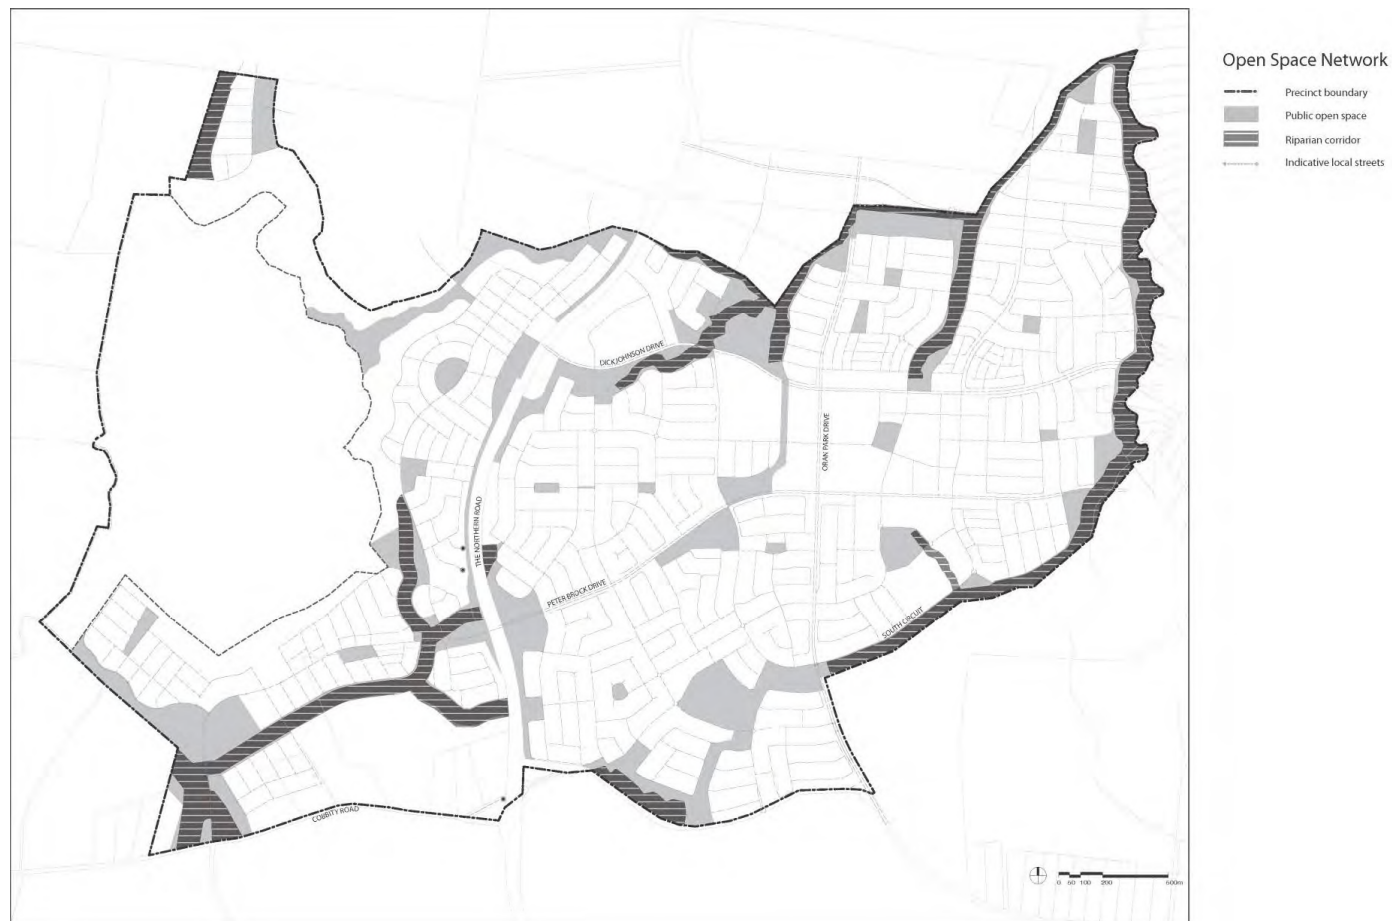 Open Space Network
Precinct boundary
Public open space
Riparian corridor
Indicative local streets
DICK JOHNSON DRIVE
ORAN PARK DRIVE
THE NORTHERN ROAD
PETER BROCK DRIVE
SOUTH CIRCUIT
COBBITY ROAD
0 50 100 200 600m